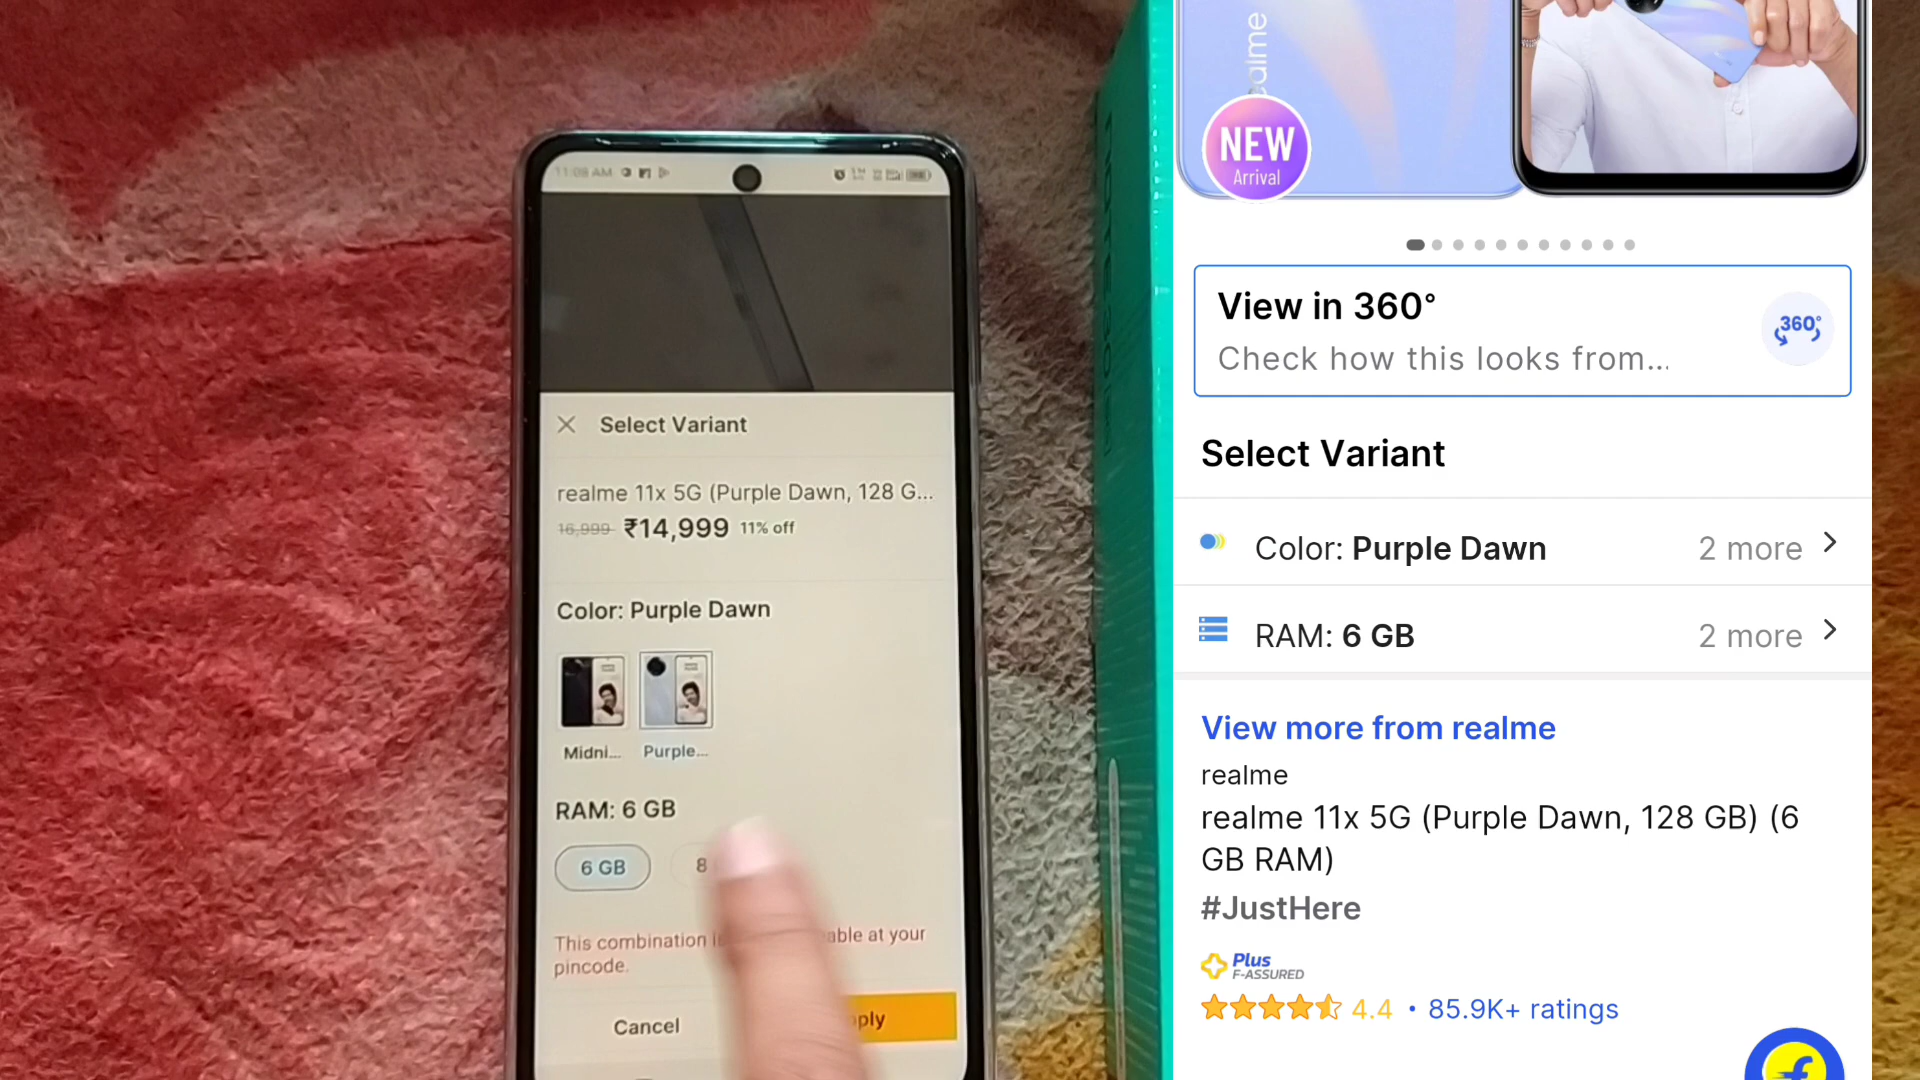 11:08 AM
Select Variant
realme 11x 5G (Purple Dawn, 128 G...
16,999 ₹14,999 11% off
Color: Purple Dawn
Midni... Purple...
RAM: 6 GB
6 GB 8
This combination able at your
pincode.
Cancel pply
realme
NEW
Arrival
View in 360°
Check how this looks from...
360°
Select Variant
Color: Purple Dawn 2 more
RAM: 6 GB 2 more
View more from realme
realme
realme 11x 5G (Purple Dawn, 128 GB) (6
GB RAM)
#JustHere
Plus
F-ASSURED
4.4 • 85.9K+ ratings